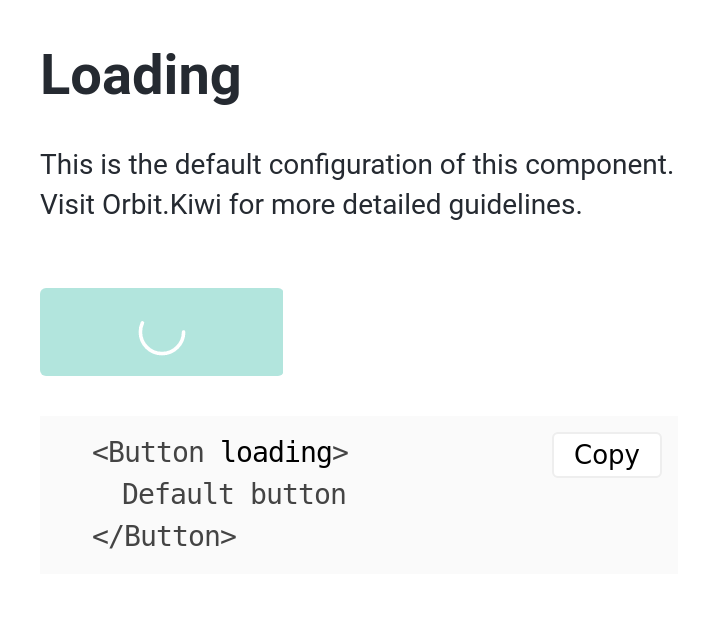 Loading
This is the default configuration of this component.
Visit Orbit.Kiwi for more detailed guidelines.
<Button loading>
Copy
Default button
</Button>